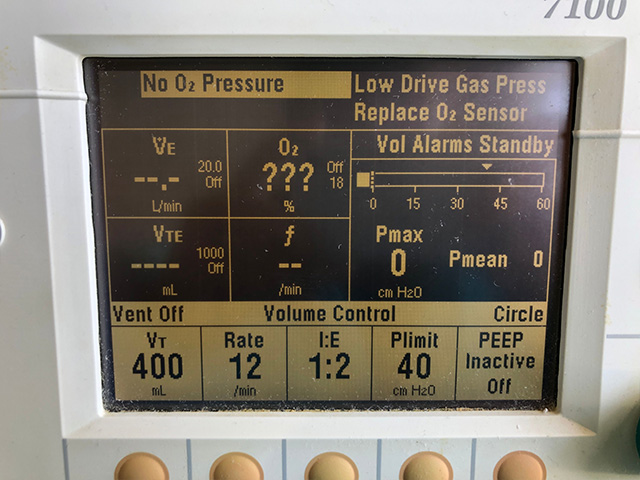 7100
No O₂ Pressure
Low Drive Gas Press
Replace O₂ Sensor
V̇E
20.0
--.-
Off
L/min
O₂
Off
???
18
%
Vol Alarms Standby
0 15 30 45 60
VTE
1000
----
Off
mL
f
--
/min
Pmax
0
cm H2O
Pmean 0
Vent Off
Volume Control
Circle
VT
400
mL
Rate
12
/min
I:E
1:2
Plimit
40
cm H2O
PEEP
Inactive
Off